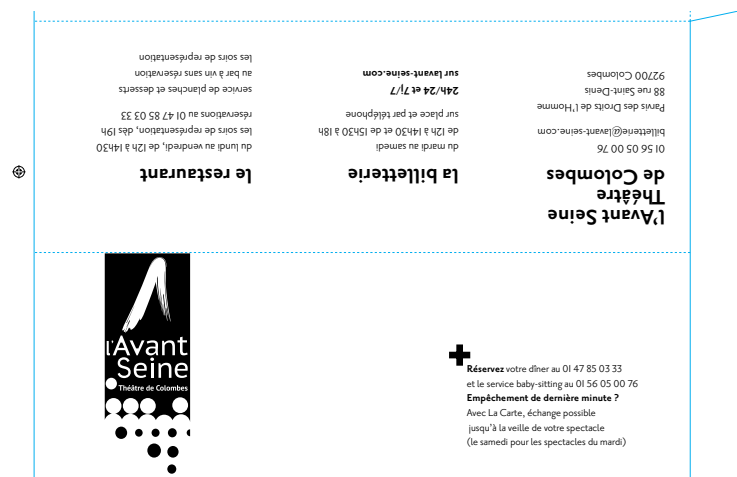 L'Avant Seine
Théâtre
de Colombes
01 56 05 00 76
billetterie@lavant-seine.com
Parvis des Droits de l'Homme
88 rue Saint-Denis
92700 Colombes
la billetterie
du mardi au samedi
de 12h à 14h30 et de 15h30 à 18h
sur place et par téléphone
24h/24 et 7j/7
sur lavant-seine.com
le restaurant
du lundi au vendredi, de 12h à 14h30
les soirs de représentation, dès 19h
réservations au 01 47 85 03 33
service de planches et desserts
au bar à vin sans réservation
les soirs de représentation
l'Avant
Seine
Théâtre de Colombes
Réservez votre dîner au 01 47 85 03 33
et le service baby-sitting au 01 56 05 00 76
Empêchement de dernière minute ?
Avec La Carte, échange possible
jusqu'à la veille de votre spectacle
(le samedi pour les spectacles du mardi)